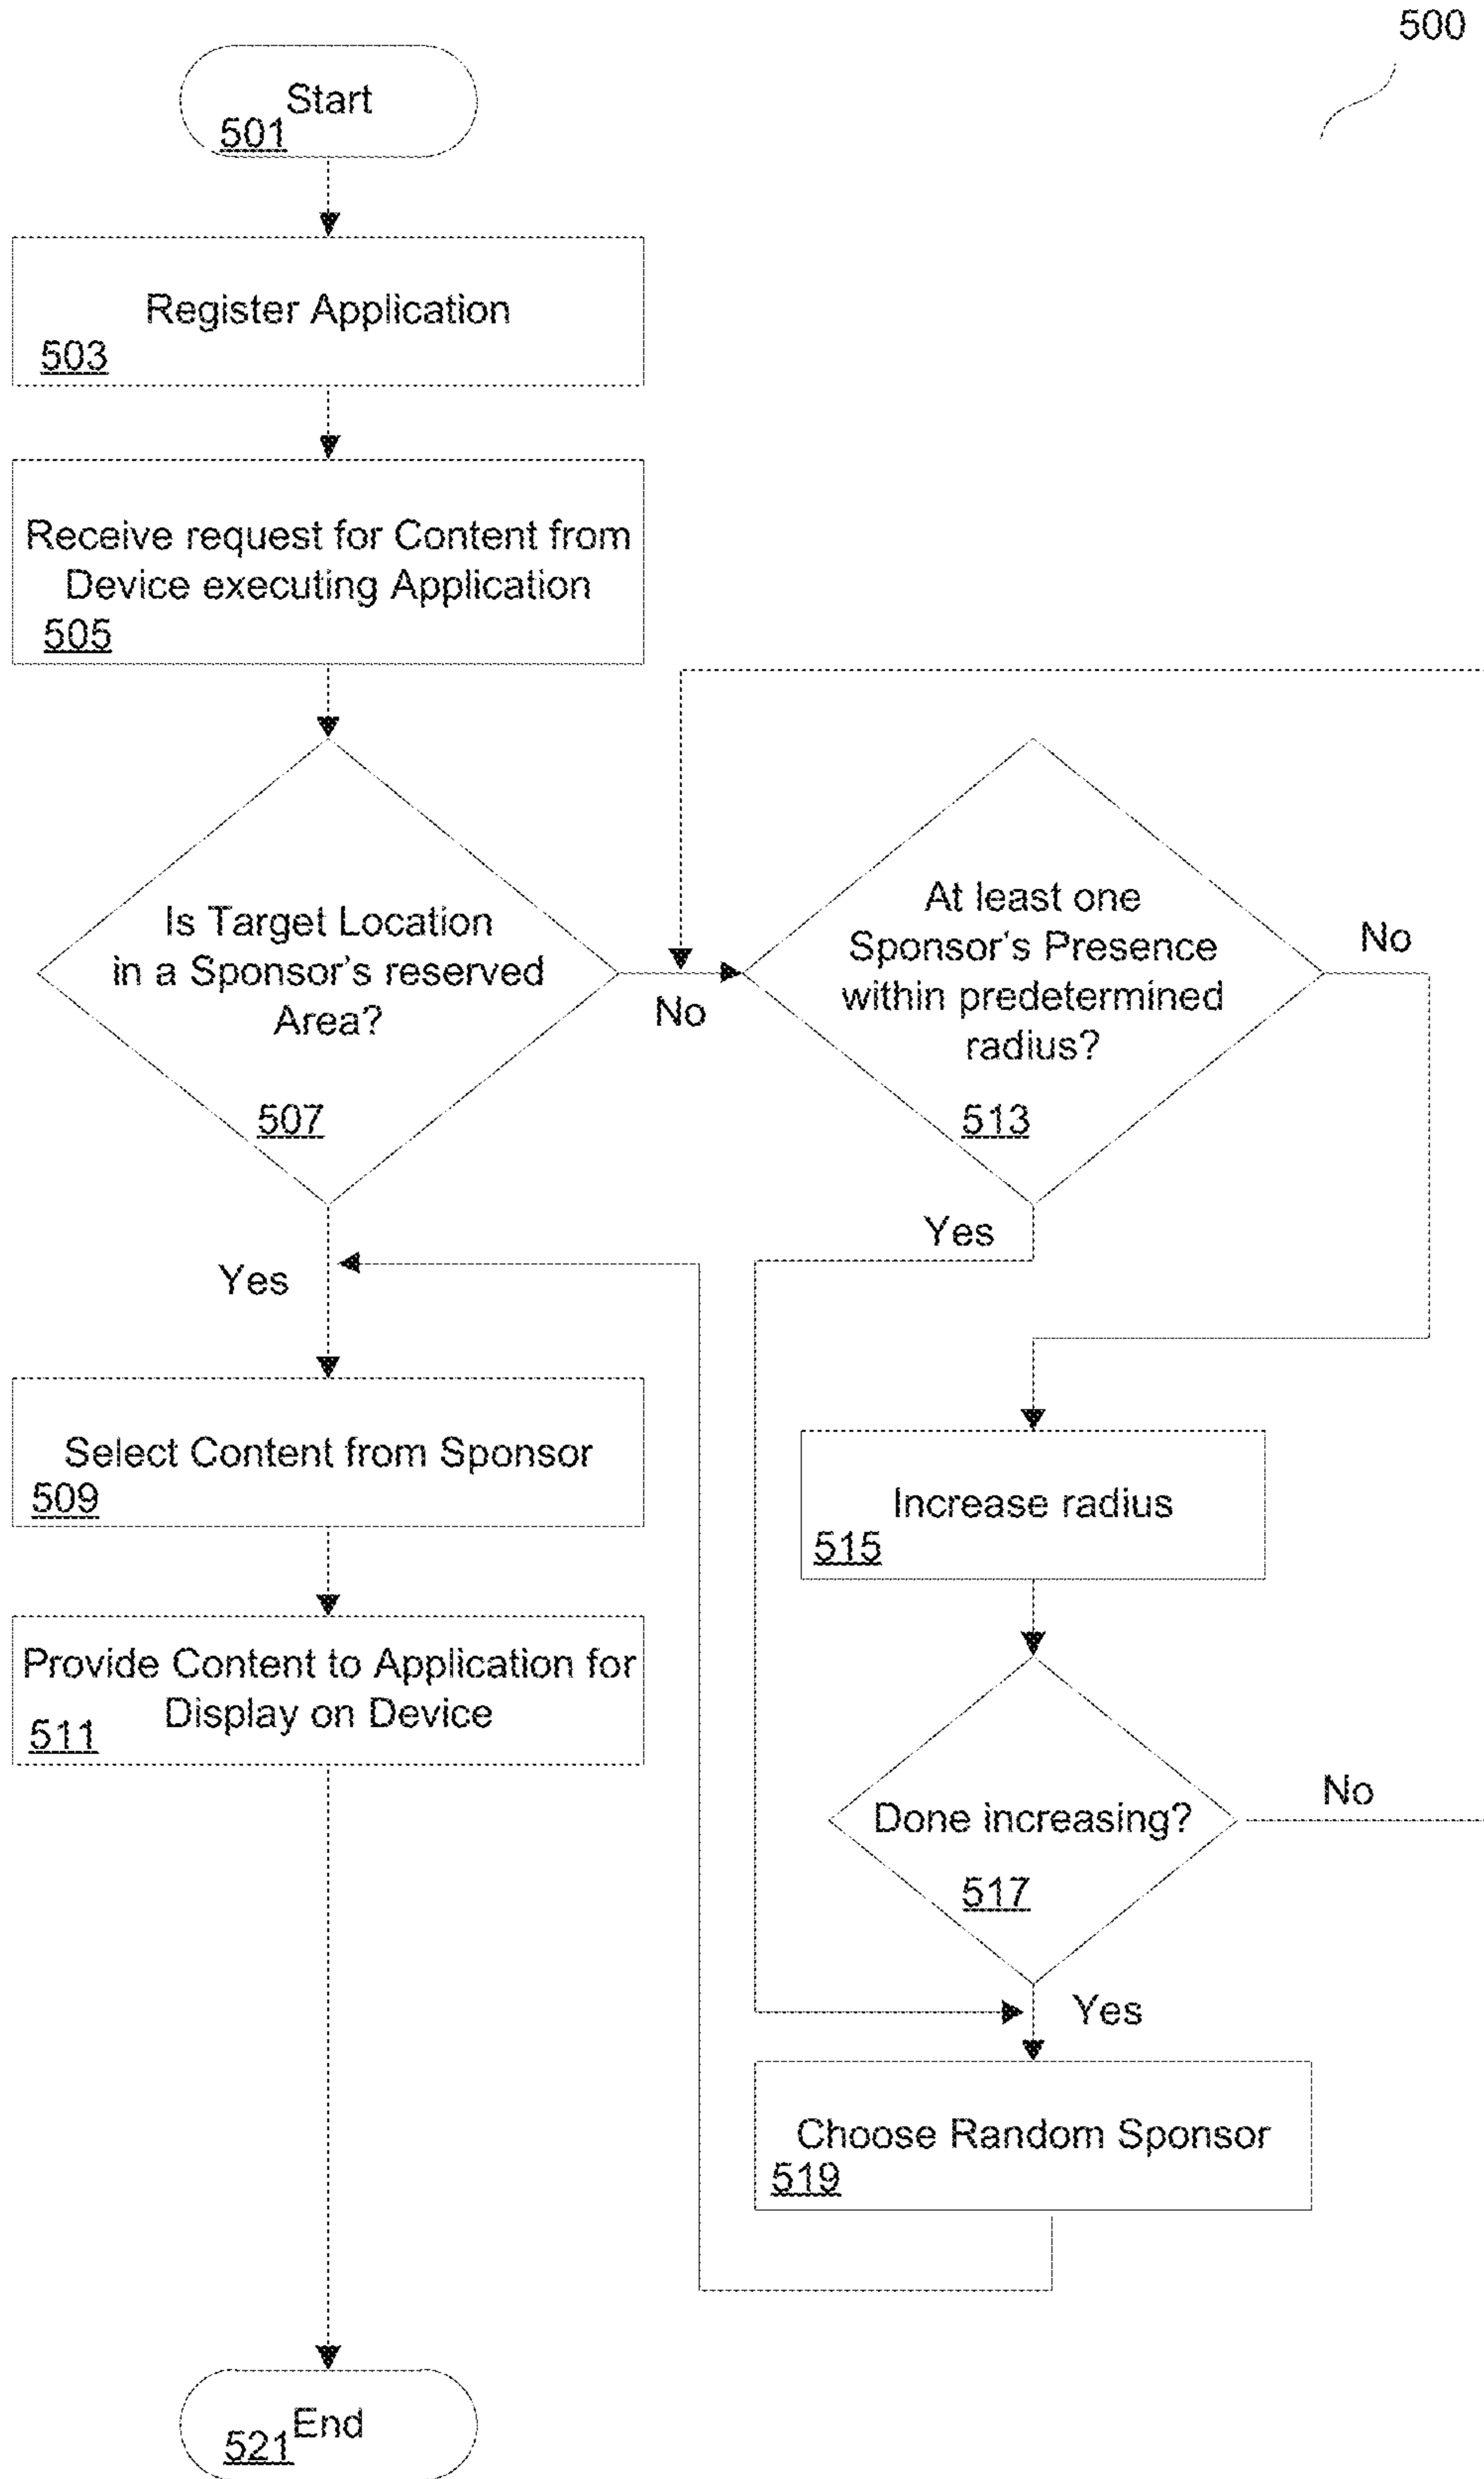 500
Start
501
Register Application
503
Receive request for Content from
Device executing Application
505
Is Target Location
in a Sponsor's reserved
Area?
507
No
At least one
Sponsor's Presence
within predetermined
radius?
513
No
Yes
Yes
Select Content from Sponsor
509
Increase radius
515
Provide Content to Application for
Display on Device
511
Done increasing?
517
No
Yes
Choose Random Sponsor
519
End
521